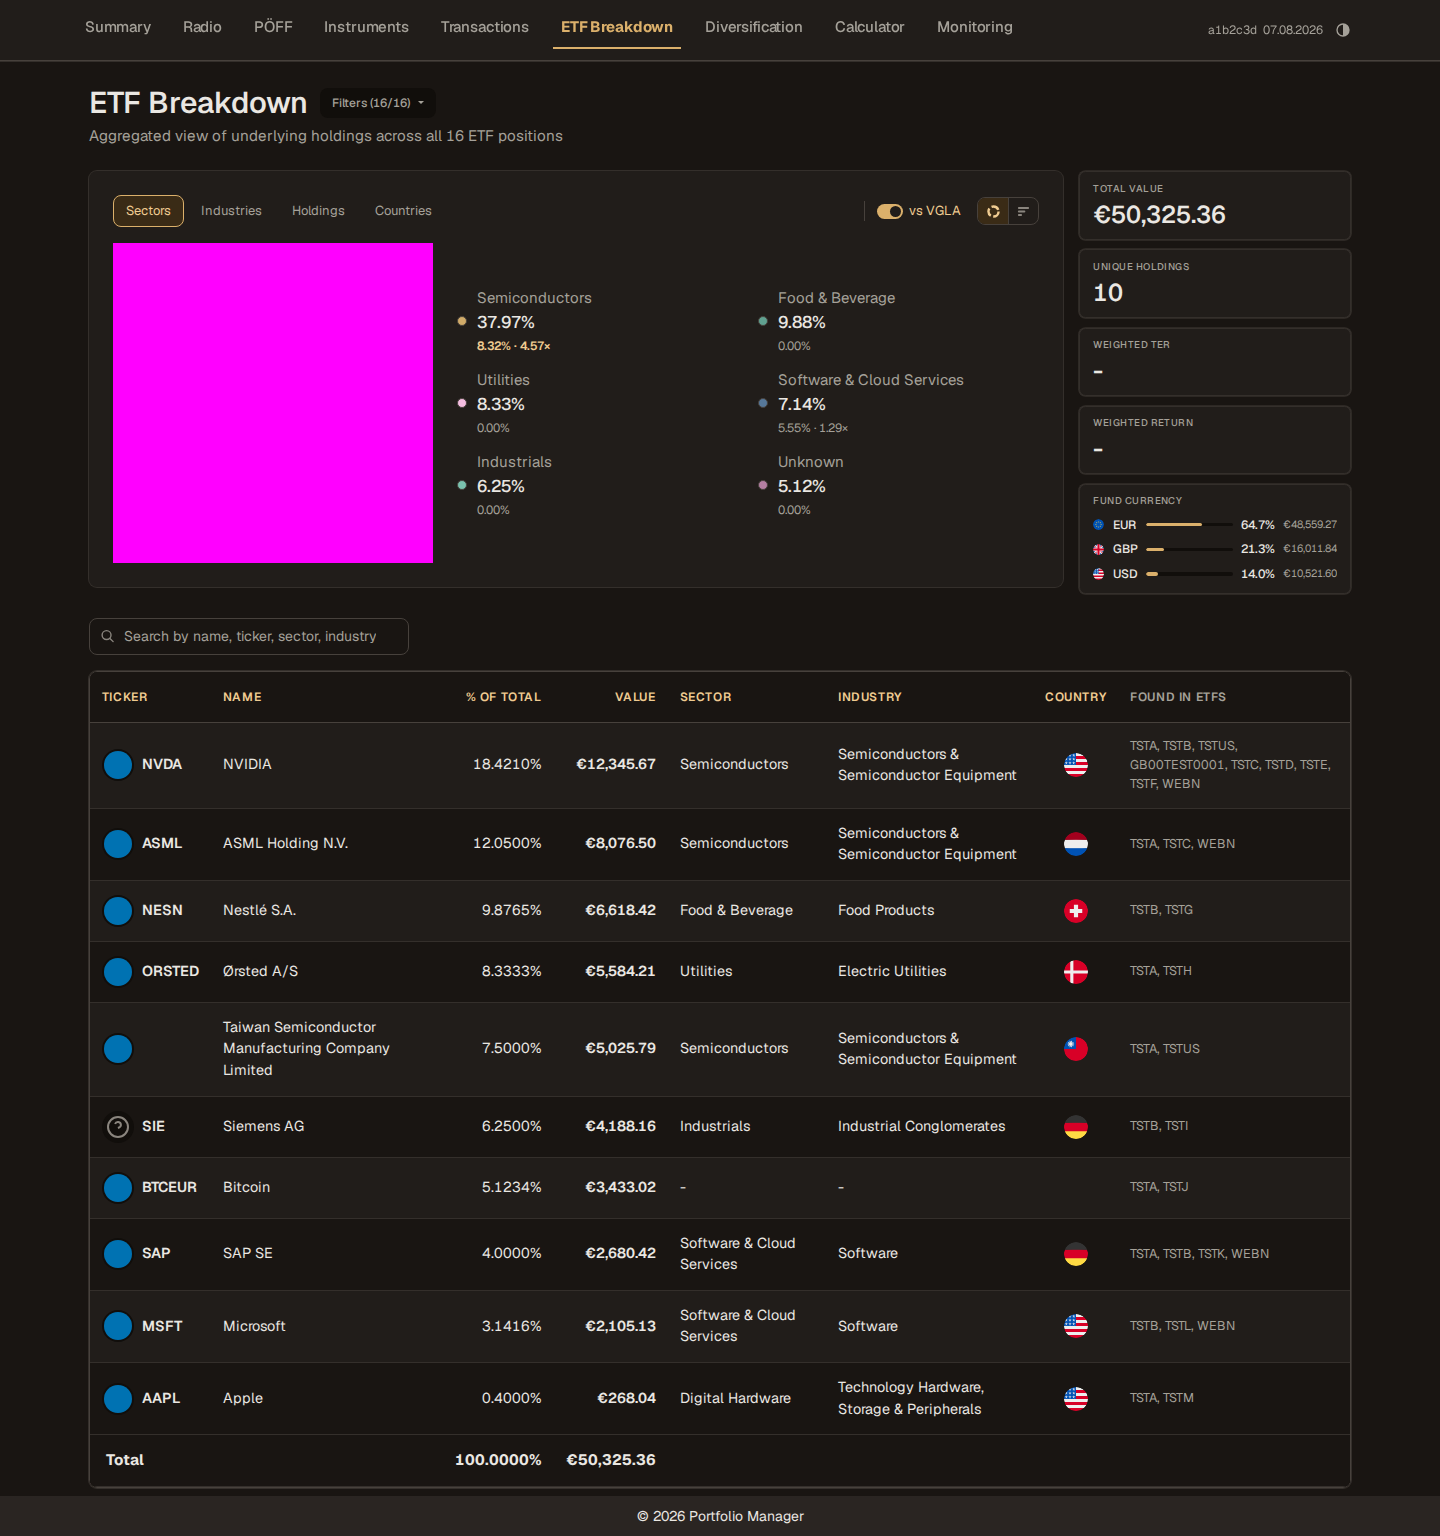 Summary Radio PÖFF Instruments Transactions ETF Breakdown Diversification Calculator Monitoring a1b2c3d 07.08.2026
ETF Breakdown Filters (16/16)
Aggregated view of underlying holdings across all 16 ETF positions
Sectors Industries Holdings Countries vs VGLA
Semiconductors
37.97%
8.32% · 4.57×
Food & Beverage
9.88%
0.00%
Utilities
8.33%
0.00%
Software & Cloud Services
7.14%
5.55% · 1.29×
Industrials
6.25%
0.00%
Unknown
5.12%
0.00%
TOTAL VALUE
€50,325.36
UNIQUE HOLDINGS
10
WEIGHTED TER
-
WEIGHTED RETURN
-
FUND CURRENCY
EUR 64.7% €48,559.27
GBP 21.3% €16,011.84
USD 14.0% €10,521.60
Search by name, ticker, sector, industry
TICKER NAME % OF TOTAL VALUE SECTOR INDUSTRY COUNTRY FOUND IN ETFS
NVDA NVIDIA 18.4210% €12,345.67 Semiconductors Semiconductors &
Semiconductor Equipment
TSTA, TSTB, TSTUS,
GB00TEST0001, TSTC, TSTD, TSTE,
TSTF, WEBN
ASML ASML Holding N.V. 12.0500% €8,076.50 Semiconductors Semiconductors &
Semiconductor Equipment
TSTA, TSTC, WEBN
NESN Nestlé S.A. 9.8765% €6,618.42 Food & Beverage Food Products TSTB, TSTG
ORSTED Ørsted A/S 8.3333% €5,584.21 Utilities Electric Utilities TSTA, TSTH
Taiwan Semiconductor
Manufacturing Company
Limited
7.5000% €5,025.79 Semiconductors Semiconductors &
Semiconductor Equipment
TSTA, TSTUS
SIE Siemens AG 6.2500% €4,188.16 Industrials Industrial Conglomerates TSTB, TSTI
BTCEUR Bitcoin 5.1234% €3,433.02 - - TSTA, TSTJ
SAP SAP SE 4.0000% €2,680.42 Software & Cloud
Services
Software TSTA, TSTB, TSTK, WEBN
MSFT Microsoft 3.1416% €2,105.13 Software & Cloud
Services
Software TSTB, TSTL, WEBN
AAPL Apple 0.4000% €268.04 Digital Hardware Technology Hardware,
Storage & Peripherals
TSTA, TSTM
Total 100.0000% €50,325.36
© 2026 Portfolio Manager